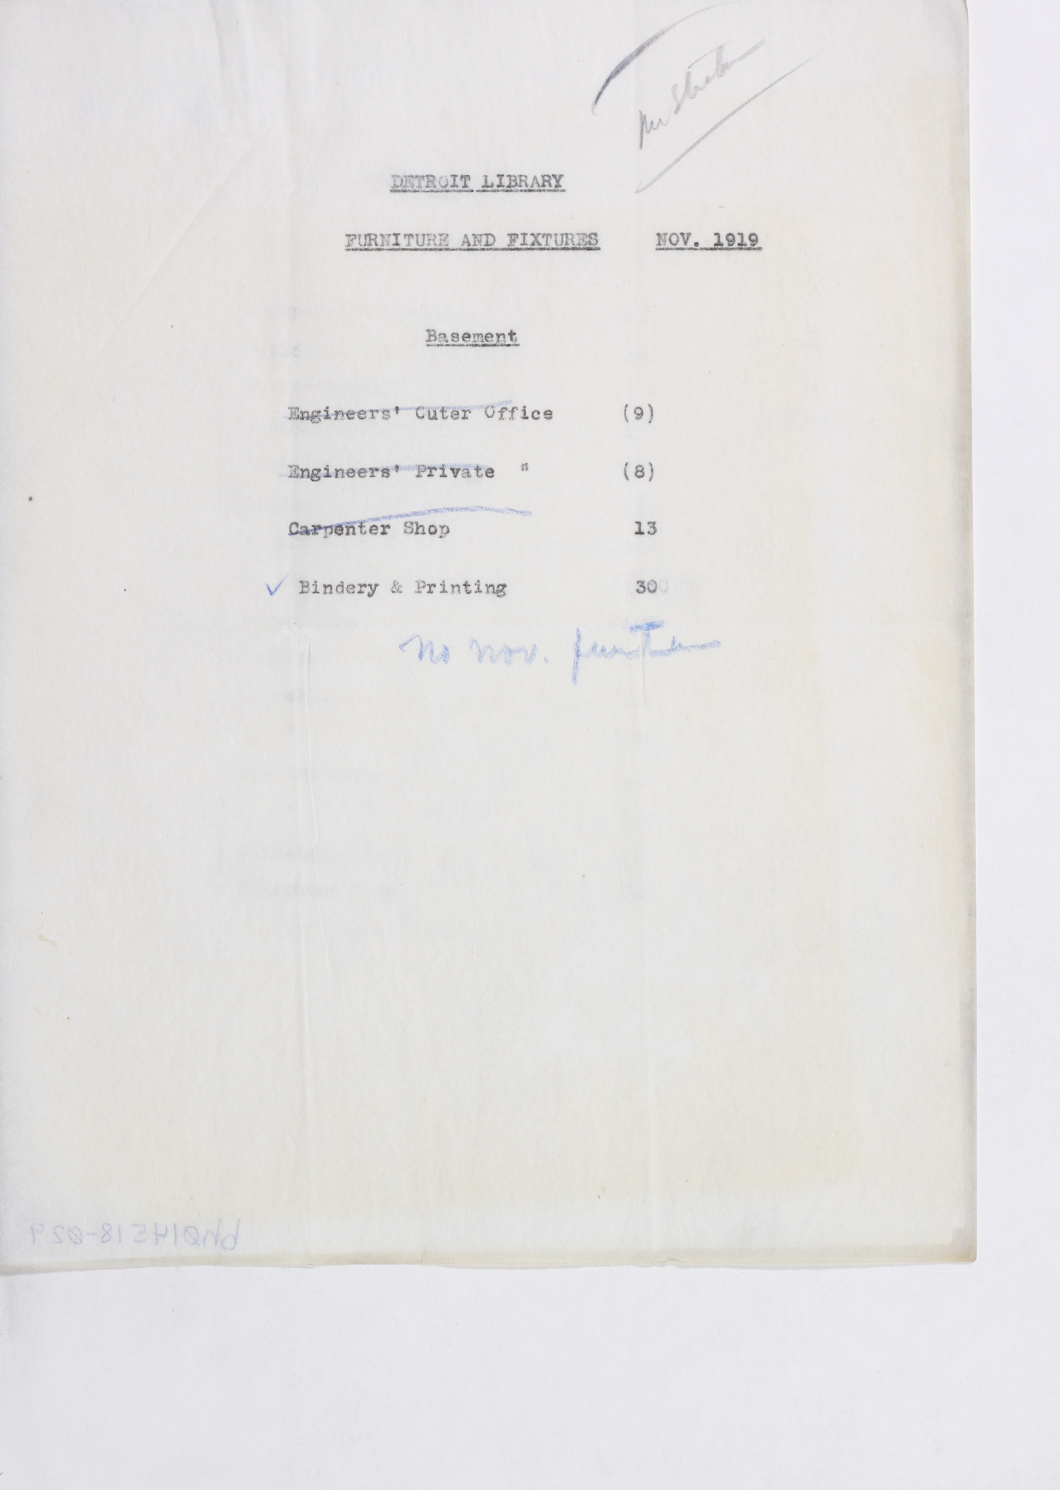 DETROIT LIBRARY
FURNITURE AND FIXTURES NOV. 1919
Basement
Engineers' Outer Office (9)
Engineers' Private " (8)
Carpenter Shop 13
✓ Bindery & Printing 30
No Nov. furniture